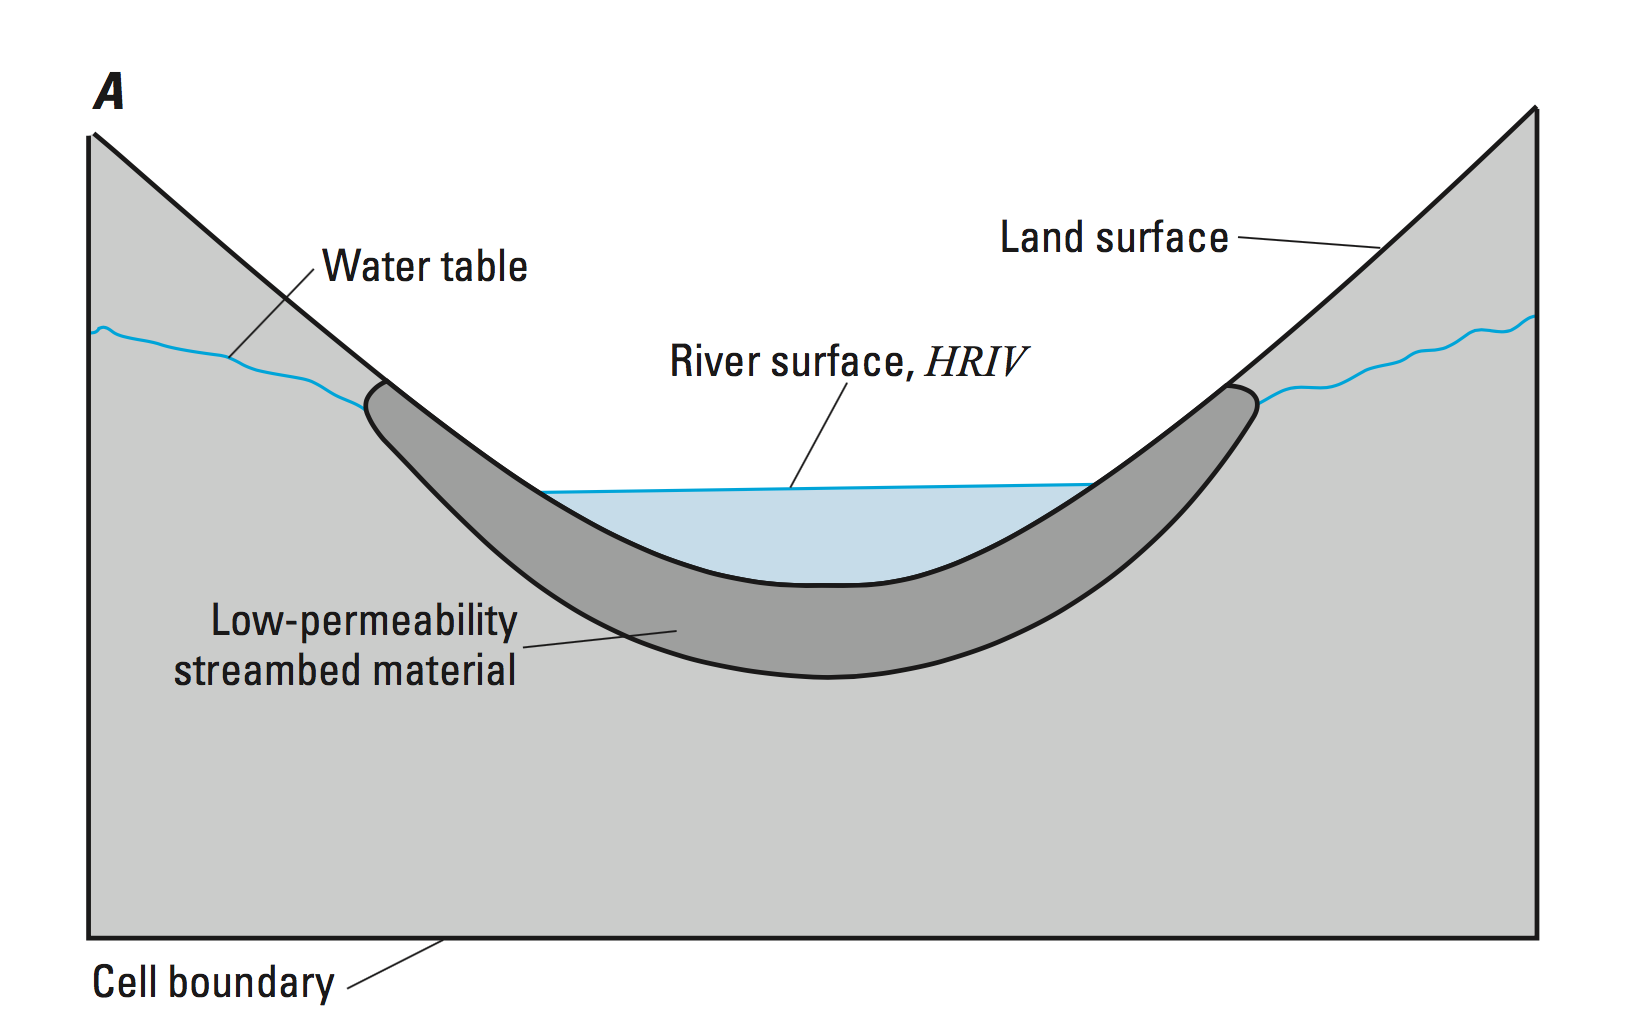 A
Land surface
Water table
River surface, HRIV
Low-permeability
streambed material
Cell boundary